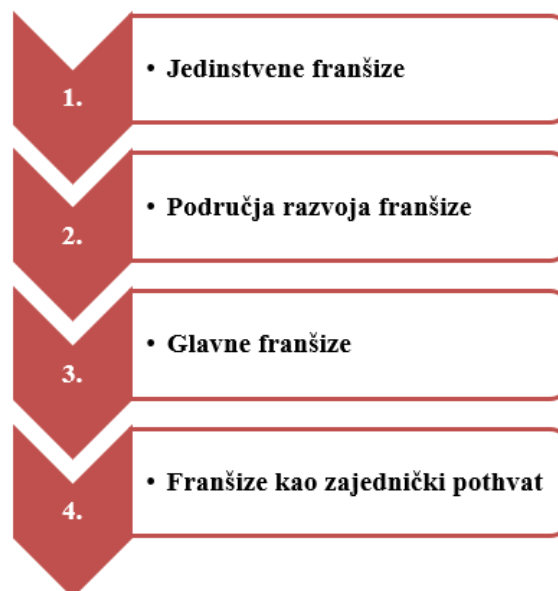 1.
• Jedinstvene franšize
2.
• Područja razvoja franšize
3.
• Glavne franšize
4.
• Franšize kao zajednički pothvat